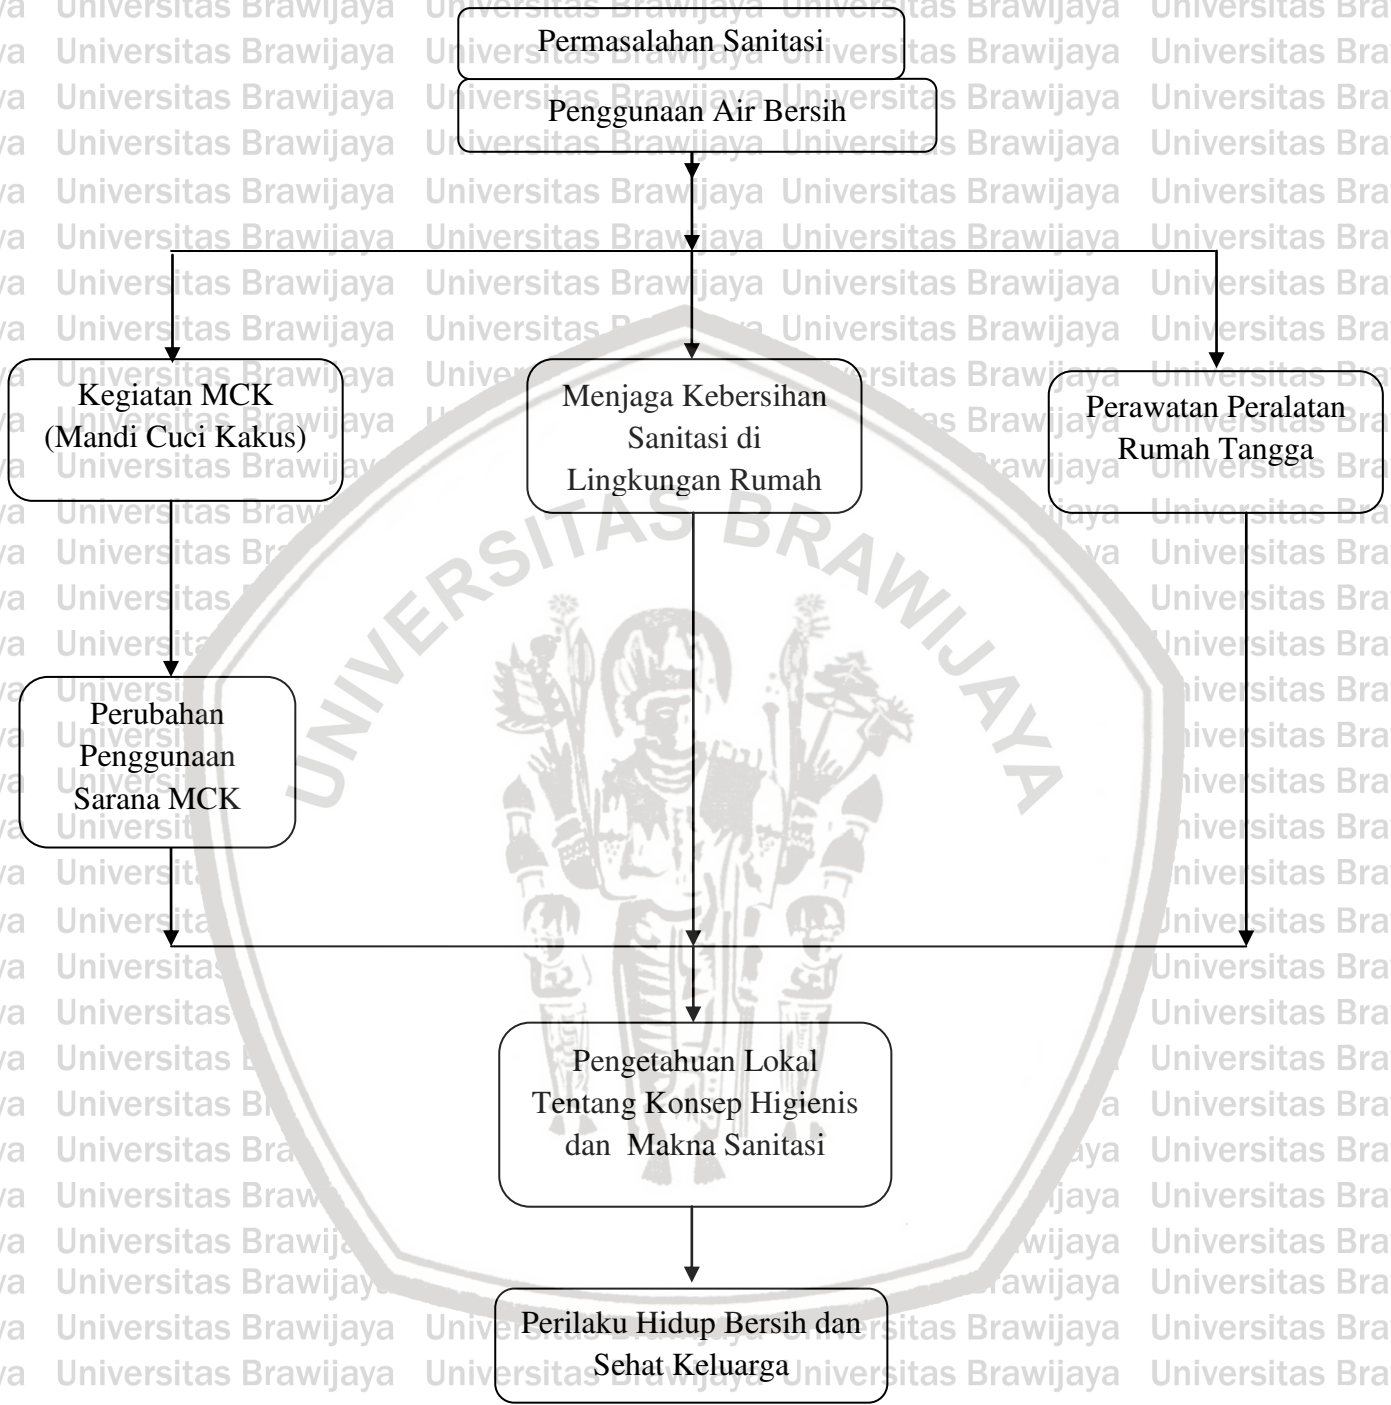 Permasalahan Sanitasi
Penggunaan Air Bersih
Kegiatan MCK
(Mandi Cuci Kakus)
Menjaga Kebersihan
Sanitasi di
Lingkungan Rumah
Perawatan Peralatan
Rumah Tangga
Perubahan
Penggunaan
Sarana MCK
UNIVERSITAS BRAWIJAYA
Pengetahuan Lokal
Tentang Konsep Higienis
dan Makna Sanitasi
Perilaku Hidup Bersih dan
Sehat Keluarga